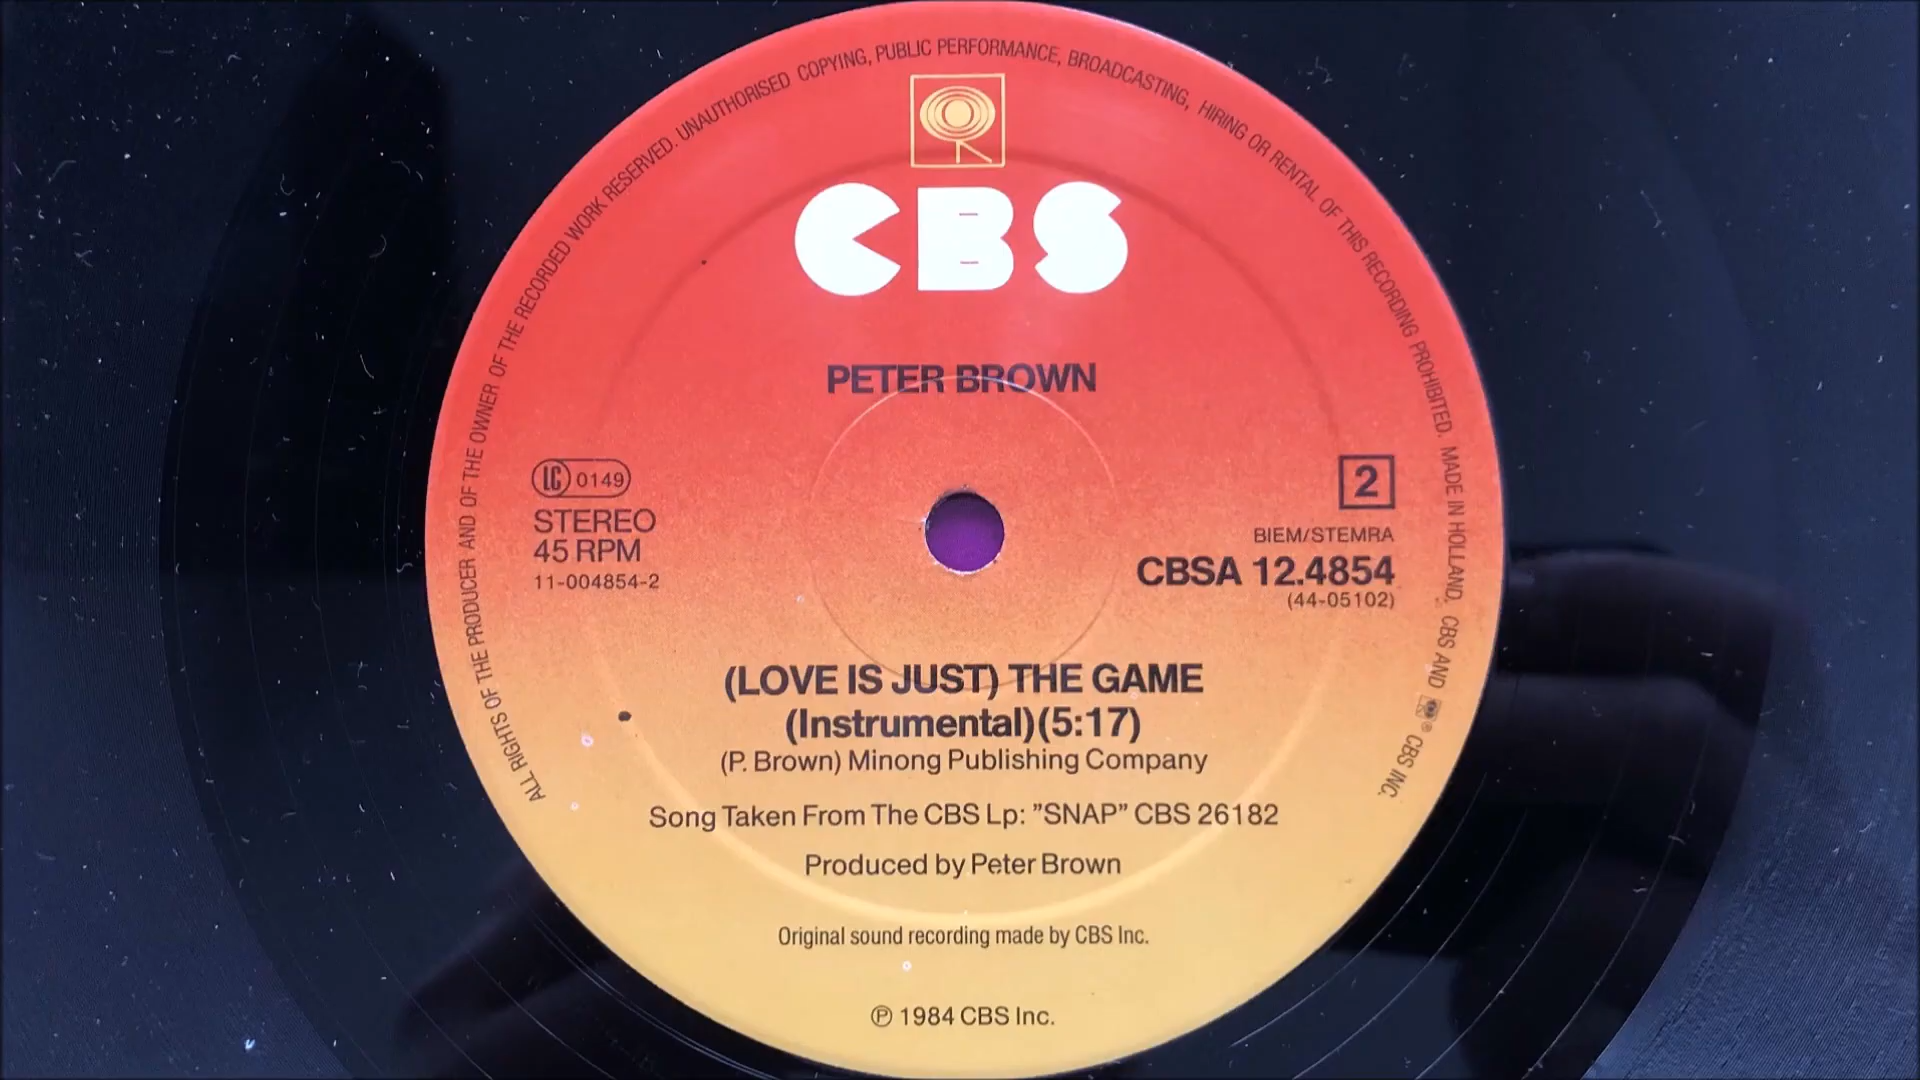 ALL RIGHTS OF THE PRODUCER AND OF THE OWNER OF THE RECORDED WORK RESERVED. UNAUTHORISED COPYING, PUBLIC PERFORMANCE, BROADCASTING, HIRING OR RENTAL OF THIS RECORDING PROHIBITED. MADE IN HOLLAND, CBS AND ® CBS INC.
CBS
PETER BROWN
LC 0149
STEREO
45 RPM
11-004854-2
2
BIEM/STEMRA
CBSA 12.4854
(44-05102)
(LOVE IS JUST) THE GAME
(Instrumental)(5:17)
(P. Brown) Minong Publishing Company
Song Taken From The CBS Lp: ”SNAP” CBS 26182
Produced by Peter Brown
Original sound recording made by CBS Inc.
℗ 1984 CBS Inc.